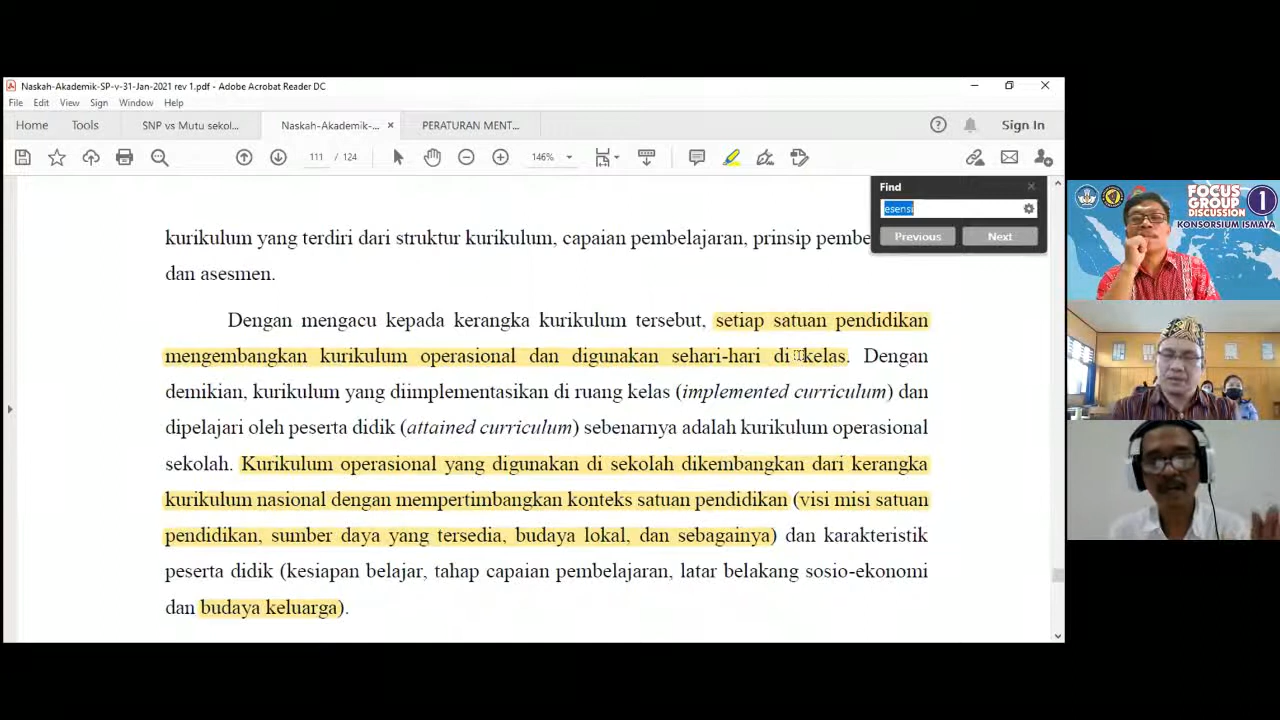 Naskah-Akademik-SP-v-31-Jan-2021 rev 1.pdf - Adobe Acrobat Reader DC
File Edit View Sign Window Help
Home Tools SNP vs Mutu sekol... Naskah-Akademik-... × PERATURAN MENT... Sign In
111 / 124 146%
Find
esensi
Previous Next
kurikulum yang terdiri dari struktur kurikulum, capaian pembelajaran, prinsip pembe
dan asesmen.
Dengan mengacu kepada kerangka kurikulum tersebut, setiap satuan pendidikan
mengembangkan kurikulum operasional dan digunakan sehari-hari di kelas. Dengan
demikian, kurikulum yang diimplementasikan di ruang kelas (implemented curriculum) dan
dipelajari oleh peserta didik (attained curriculum) sebenarnya adalah kurikulum operasional
sekolah. Kurikulum operasional yang digunakan di sekolah dikembangkan dari kerangka
kurikulum nasional dengan mempertimbangkan konteks satuan pendidikan (visi misi satuan
pendidikan, sumber daya yang tersedia, budaya lokal, dan sebagainya) dan karakteristik
peserta didik (kesiapan belajar, tahap capaian pembelajaran, latar belakang sosio-ekonomi
dan budaya keluarga).
FOCUS
GROUP
DISCUSSION 1
KONSORSIUM ISMAYA